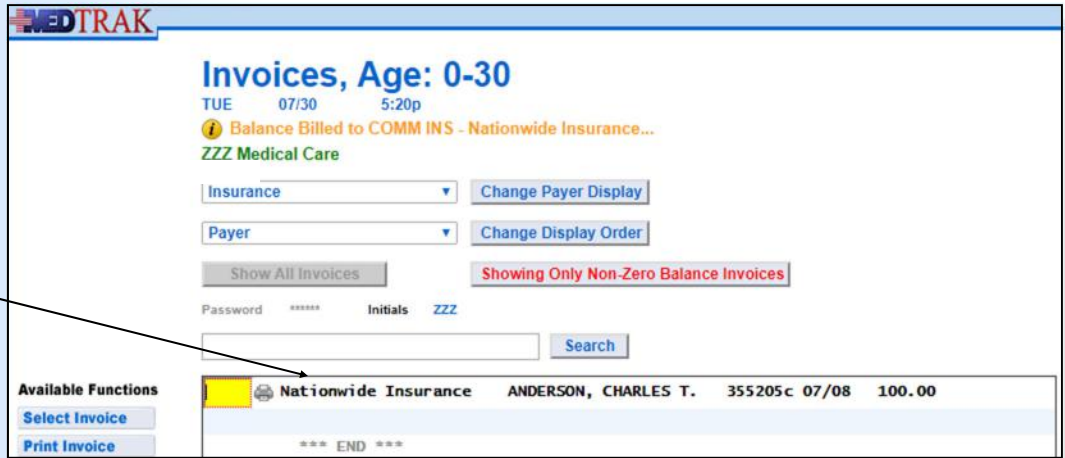 MEDTRAK
Invoices, Age: 0-30
TUE 07/30 5:20p
i Balance Billed to COMM INS - Nationwide Insurance...
ZZZ Medical Care
Insurance ▼ Change Payer Display
Payer ▼ Change Display Order
Show All Invoices Showing Only Non-Zero Balance Invoices
Password ****** Initials ZZZ
Search
Available Functions
Nationwide Insurance ANDERSON, CHARLES T. 355205c 07/08 100.00
Select Invoice
Print Invoice
*** END ***